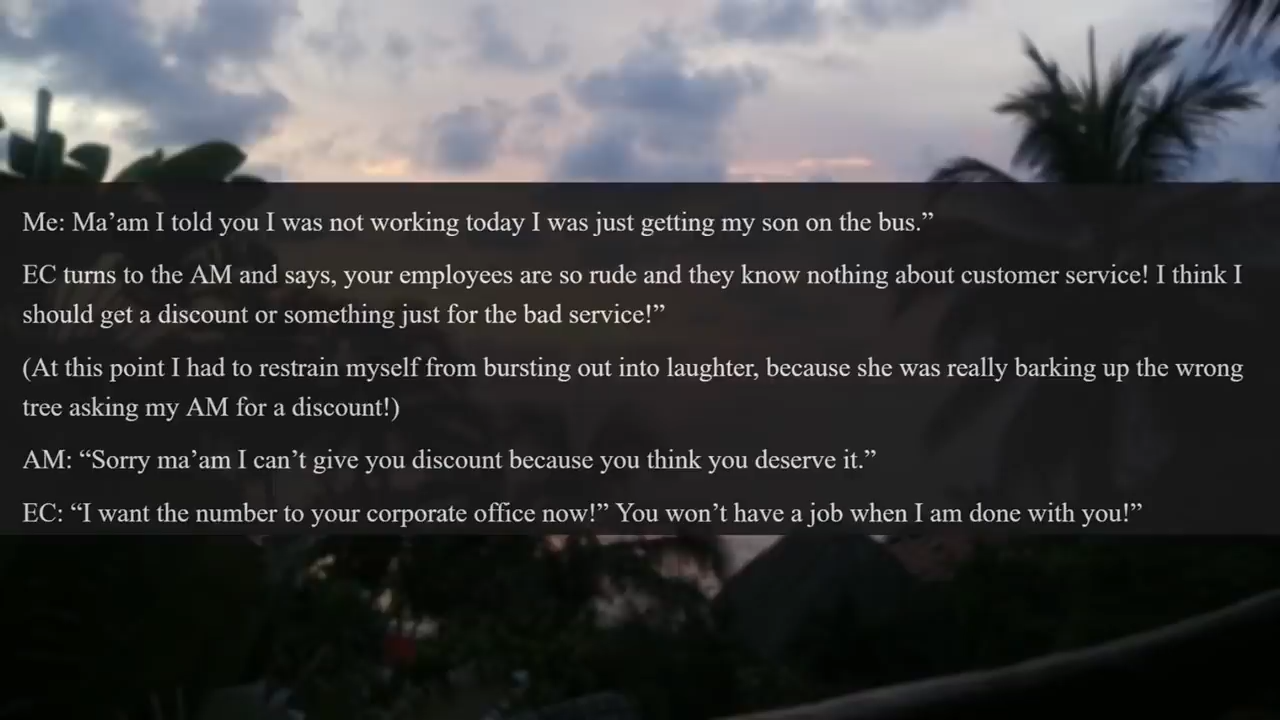 Me: Ma’am I told you I was not working today I was just getting my son on the bus.”
EC turns to the AM and says, your employees are so rude and they know nothing about customer service! I think I
should get a discount or something just for the bad service!”
(At this point I had to restrain myself from bursting out into laughter, because she was really barking up the wrong
tree asking my AM for a discount!)
AM: “Sorry ma’am I can’t give you discount because you think you deserve it.”
EC: “I want the number to your corporate office now!” You won’t have a job when I am done with you!”